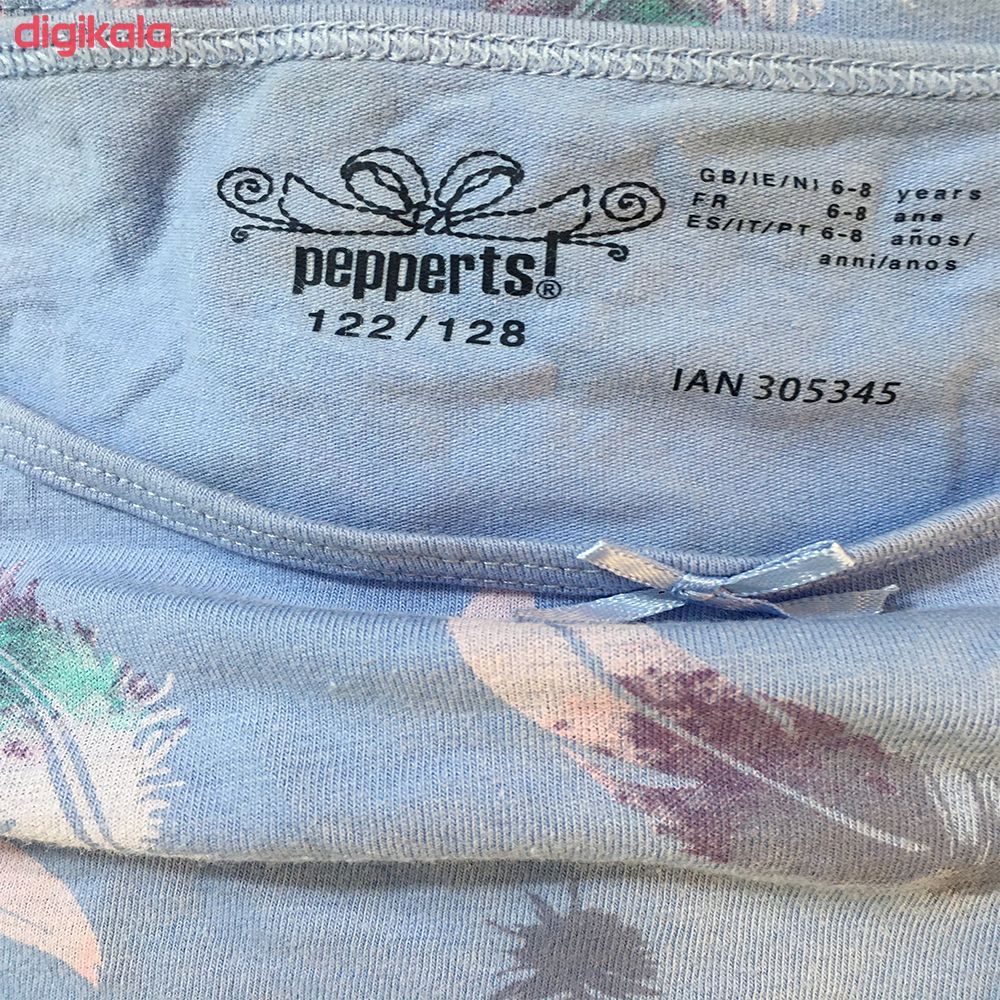 digikala
pepperts!®
122/128
GB/IE/NI 6-8 years
FR 6-8 ans
ES/IT/PT 6-8 años/
anni/anos
IAN 305345